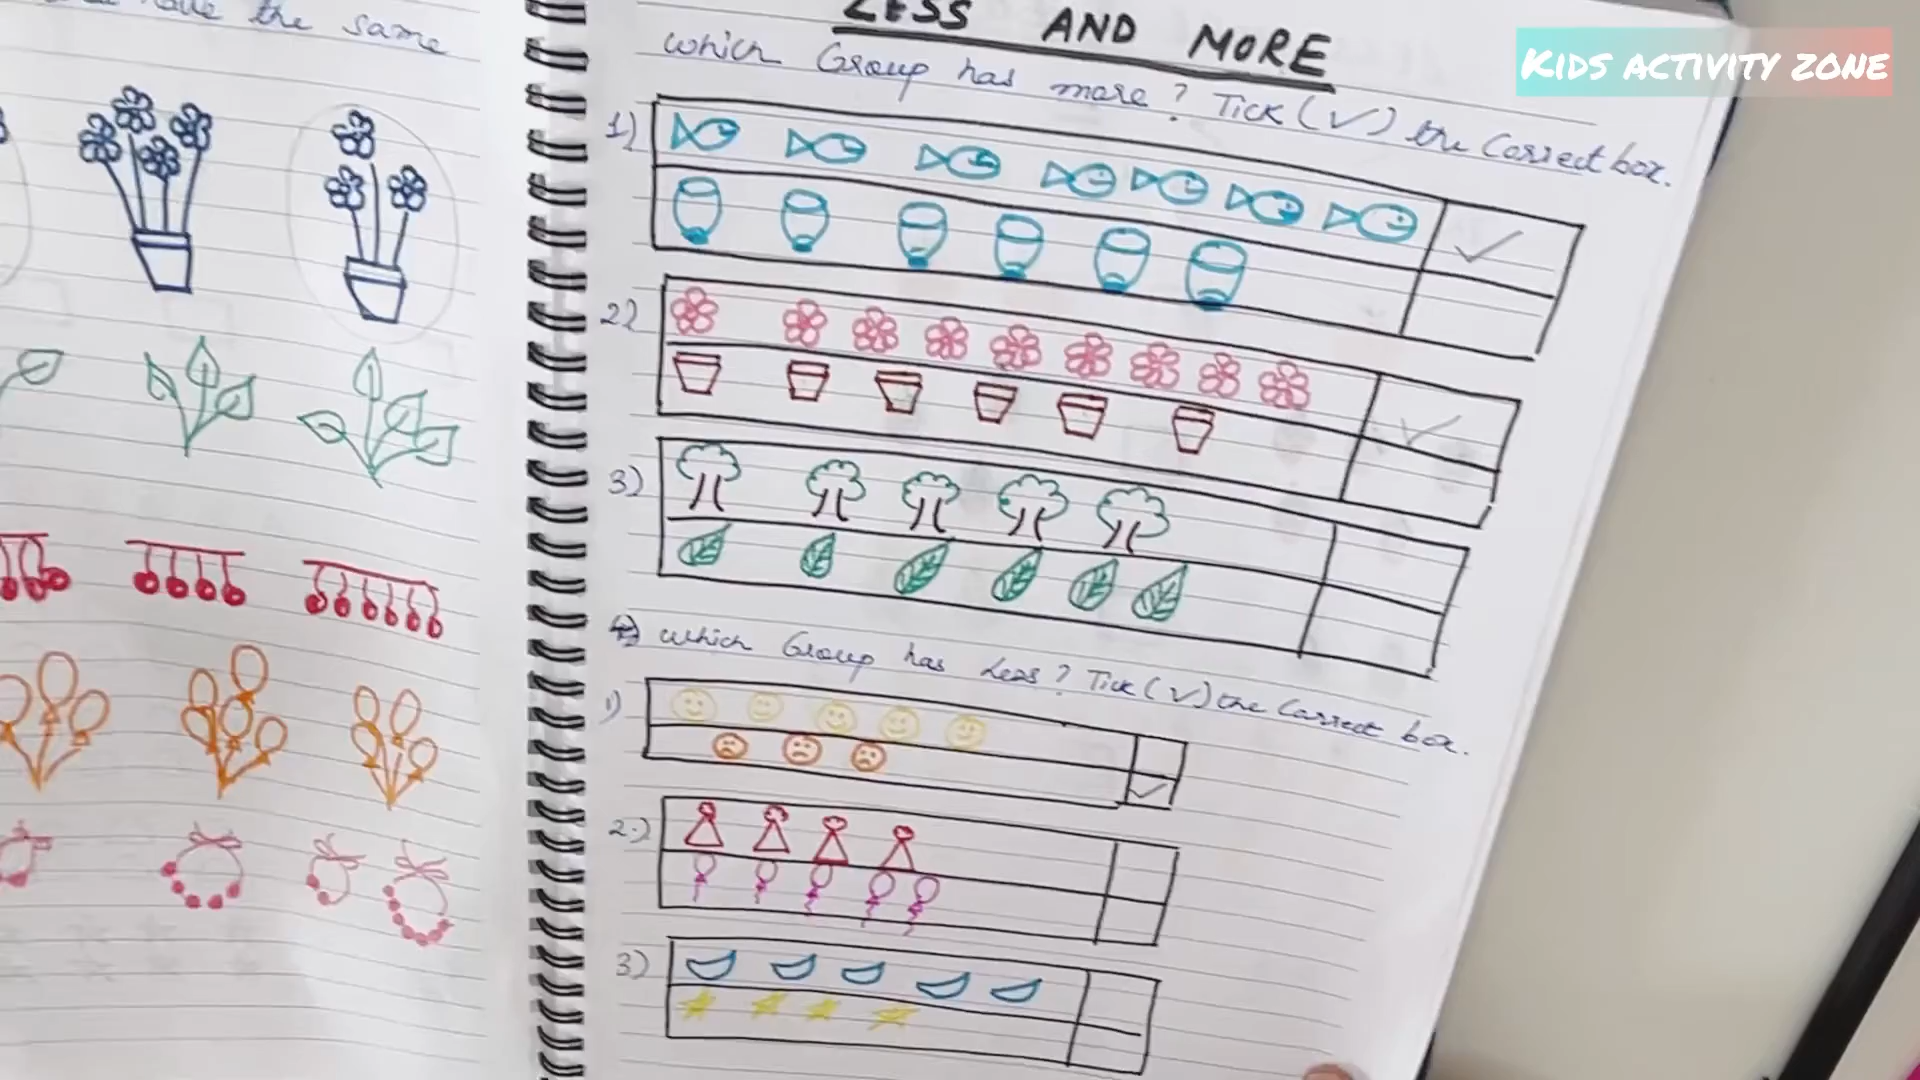 have the same
LESS AND MORE
which Group has more? Tick (✓) the Correct box.
1)
2)
3)
which Group has Less? Tick (✓) the Correct box.
1)
2.)
3)
KIDS ACTIVITY ZONE